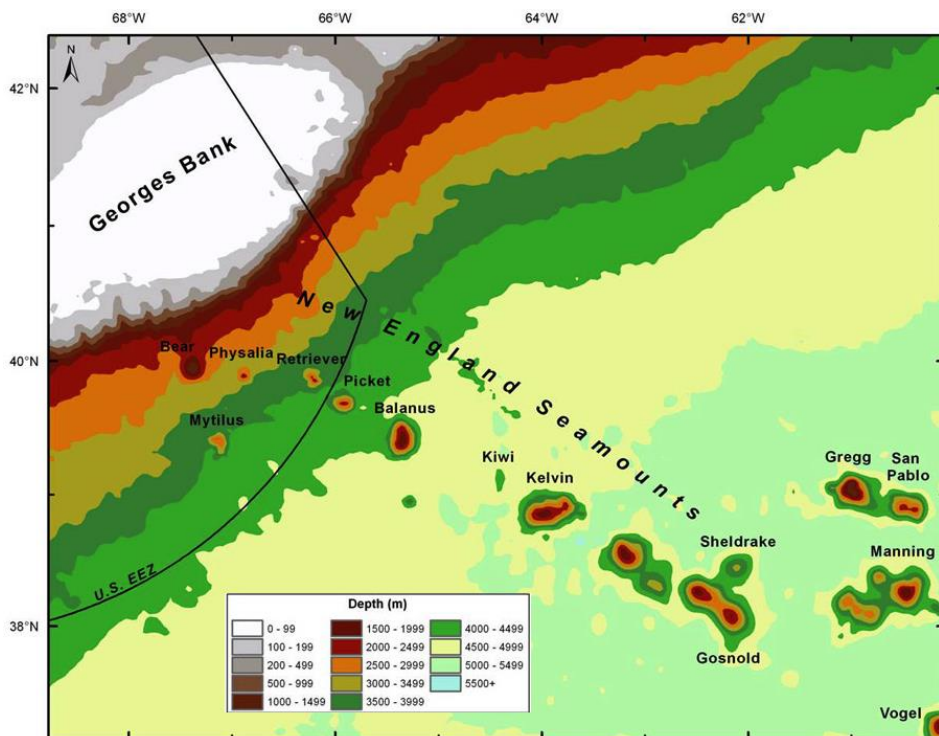 68°W 66°W 64°W 62°W
N
42°N
Georges Bank
New England Seamounts
40°N
Bear
Physalia
Retriever
Picket
Mytilus
Balanus
Kiwi
Kelvin
Gregg
San
Pablo
Sheldrake
Manning
U.S. EEZ
38°N
Gosnold
Vogel
Depth (m)
0 - 99
100 - 199
200 - 499
500 - 999
1000 - 1499
1500 - 1999
2000 - 2499
2500 - 2999
3000 - 3499
3500 - 3999
4000 - 4499
4500 - 4999
5000 - 5499
5500+